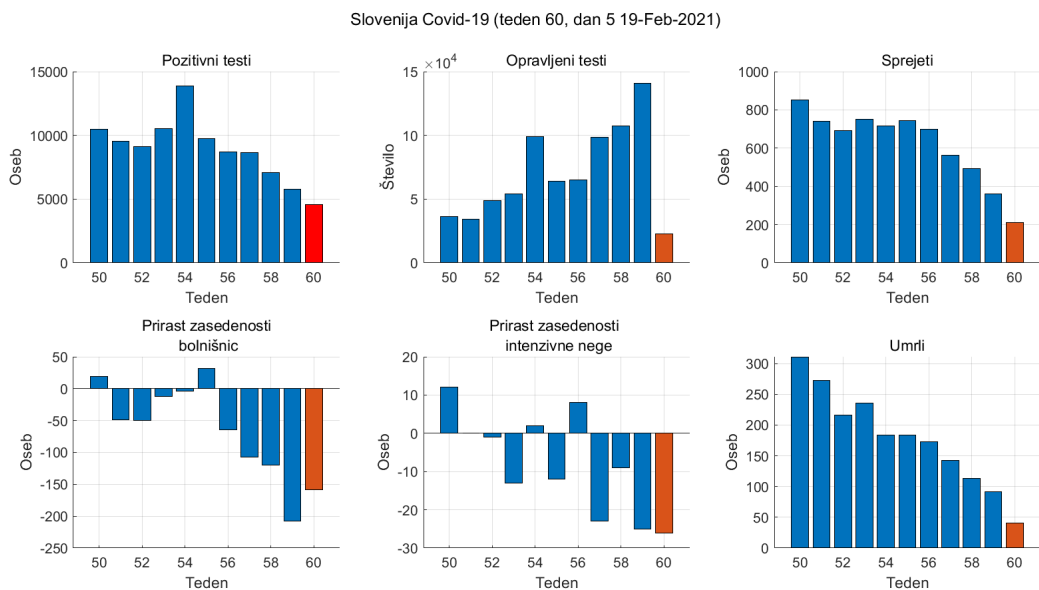 Slovenija Covid-19 (teden 60, dan 5 19-Feb-2021)
Pozitivni testi
15000
10000
5000
0
Oseb
50 52 54 56 58 60
Teden
Opravljeni testi
×10⁴
15
10
5
0
Število
50 52 54 56 58 60
Teden
Sprejeti
1000
800
600
400
200
0
Oseb
50 52 54 56 58 60
Teden
Prirast zasedenosti
bolnišnic
50
0
-50
-100
-150
-200
-250
Oseb
50 52 54 56 58 60
Teden
Prirast zasedenosti
intenzivne nege
20
10
0
-10
-20
-30
Oseb
50 52 54 56 58 60
Teden
Umrli
300
250
200
150
100
50
0
Oseb
50 52 54 56 58 60
Teden